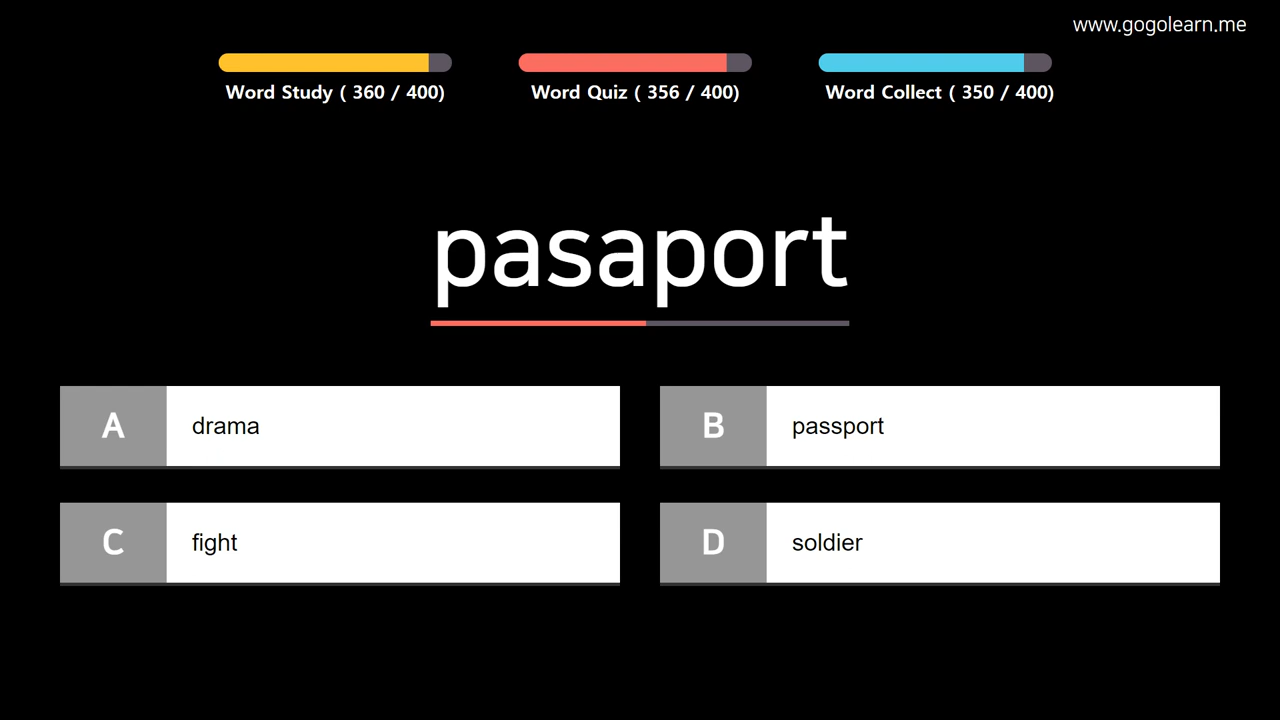 www.gogolearn.me
Word Study ( 360 / 400)
Word Quiz ( 356 / 400)
Word Collect ( 350 / 400)
pasaport
A drama
B passport
C fight
D soldier